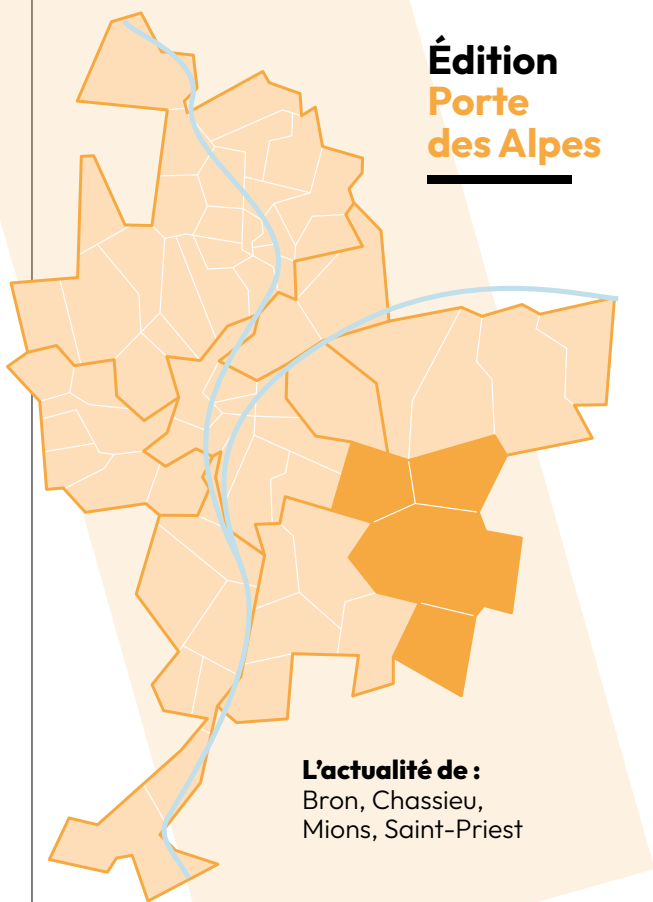 Édition
Porte
des Alpes
L'actualité de :
Bron, Chassieu,
Mions, Saint-Priest